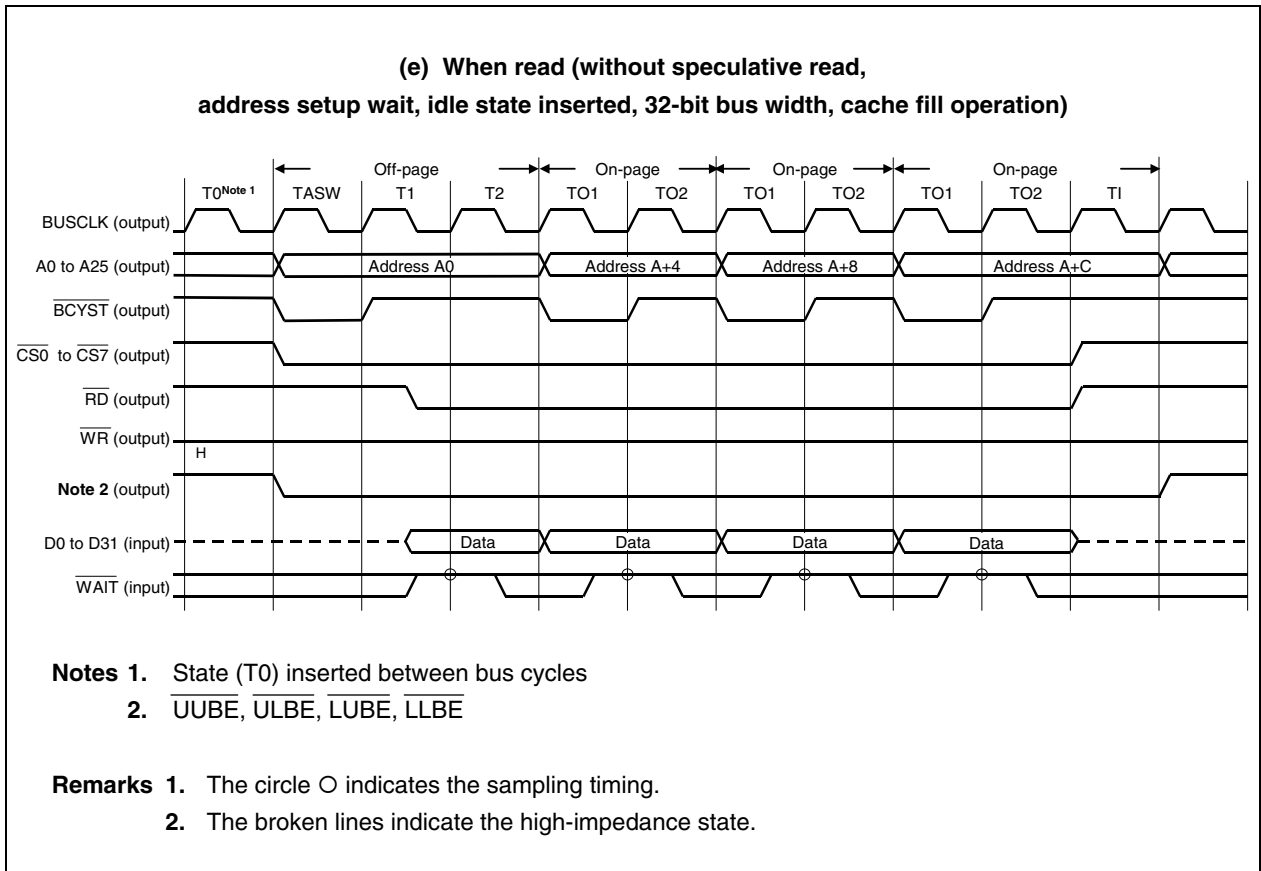 (e) When read (without speculative read,
address setup wait, idle state inserted, 32-bit bus width, cache fill operation)
Off-page On-page On-page On-page
T0Note 1 TASW T1 T2 TO1 TO2 TO1 TO2 TO1 TO2 TI
BUSCLK (output)
A0 to A25 (output) Address A0 Address A+4 Address A+8 Address A+C
BCYST (output)
CS0 to CS7 (output)
RD (output)
WR (output)
H
Note 2 (output)
D0 to D31 (input) Data Data Data Data
WAIT (input)
Notes 1. State (T0) inserted between bus cycles
2. UUBE, ULBE, LUBE, LLBE
Remarks 1. The circle O indicates the sampling timing.
2. The broken lines indicate the high-impedance state.